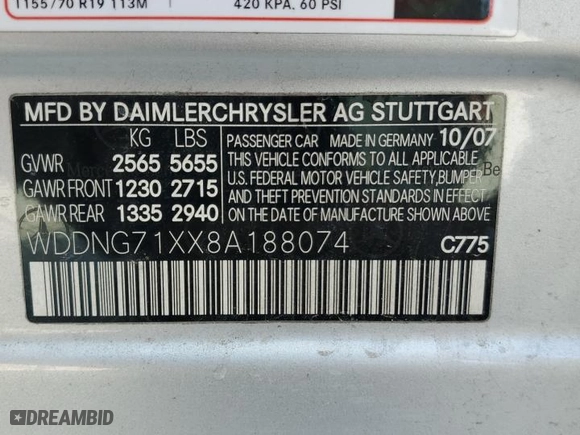 T155/70 R19 113M
420 KPA, 60 PSI
MFD BY DAIMLERCHRYSLER AG STUTTGART
KG LBS
GVWR 2565 5655
GAWR FRONT 1230 2715
GAWR REAR 1335 2940
PASSENGER CAR MADE IN GERMANY 10/07
THIS VEHICLE CONFORMS TO ALL APPLICABLE
U.S. FEDERAL MOTOR VEHICLE SAFETY, BUMPER
AND THEFT PREVENTION STANDARDS IN EFFECT
ON THE DATE OF MANUFACTURE SHOWN ABOVE
WDDNG71XX8A188074
C775
DREAMBID